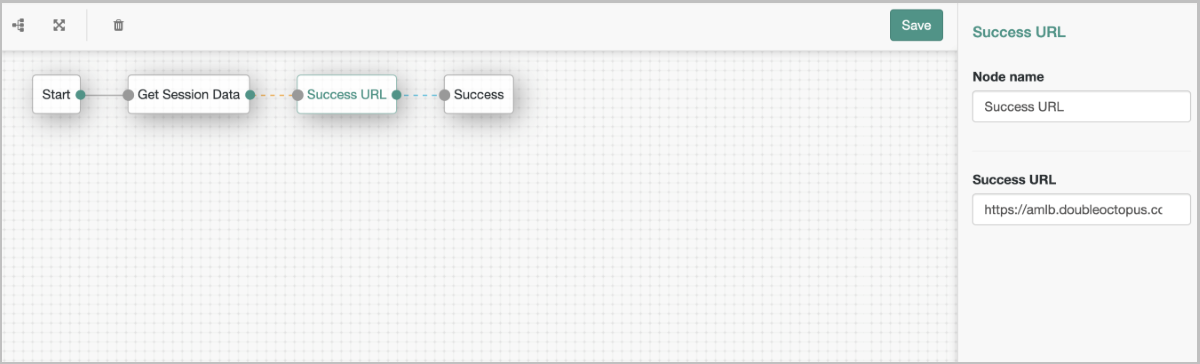 Save
Start
Get Session Data
Success URL
Success
Success URL
Node name
Success URL
Success URL
https://amlb.doubleoctopus.cc